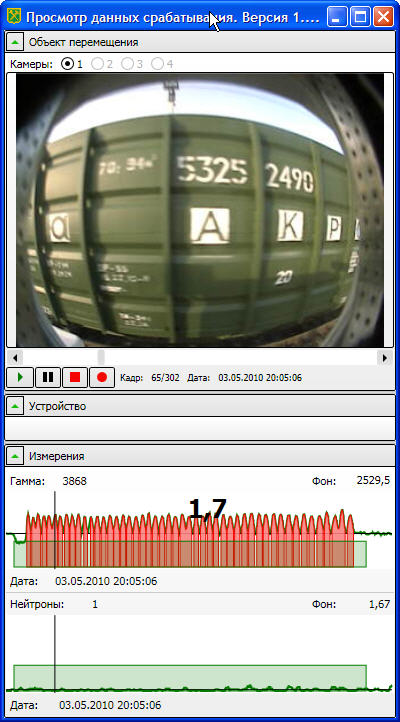 Просмотр данных срабатывания. Версия 1....
Объект перемещения
Камеры: 1 2 3 4
5325 2490
А К Р
20
Кадр: 65/302 Дата: 03.05.2010 20:05:06
Устройство
Измерения
Гамма: 3868 Фон: 2529,5
1,7
Дата: 03.05.2010 20:05:06
Нейтроны: 1 Фон: 1,67
Дата: 03.05.2010 20:05:06